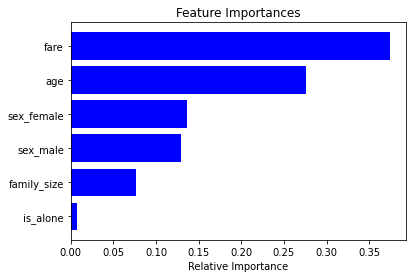 Feature Importances
fare
age
sex_female
sex_male
family_size
is_alone
0.00 0.05 0.10 0.15 0.20 0.25 0.30 0.35
Relative Importance